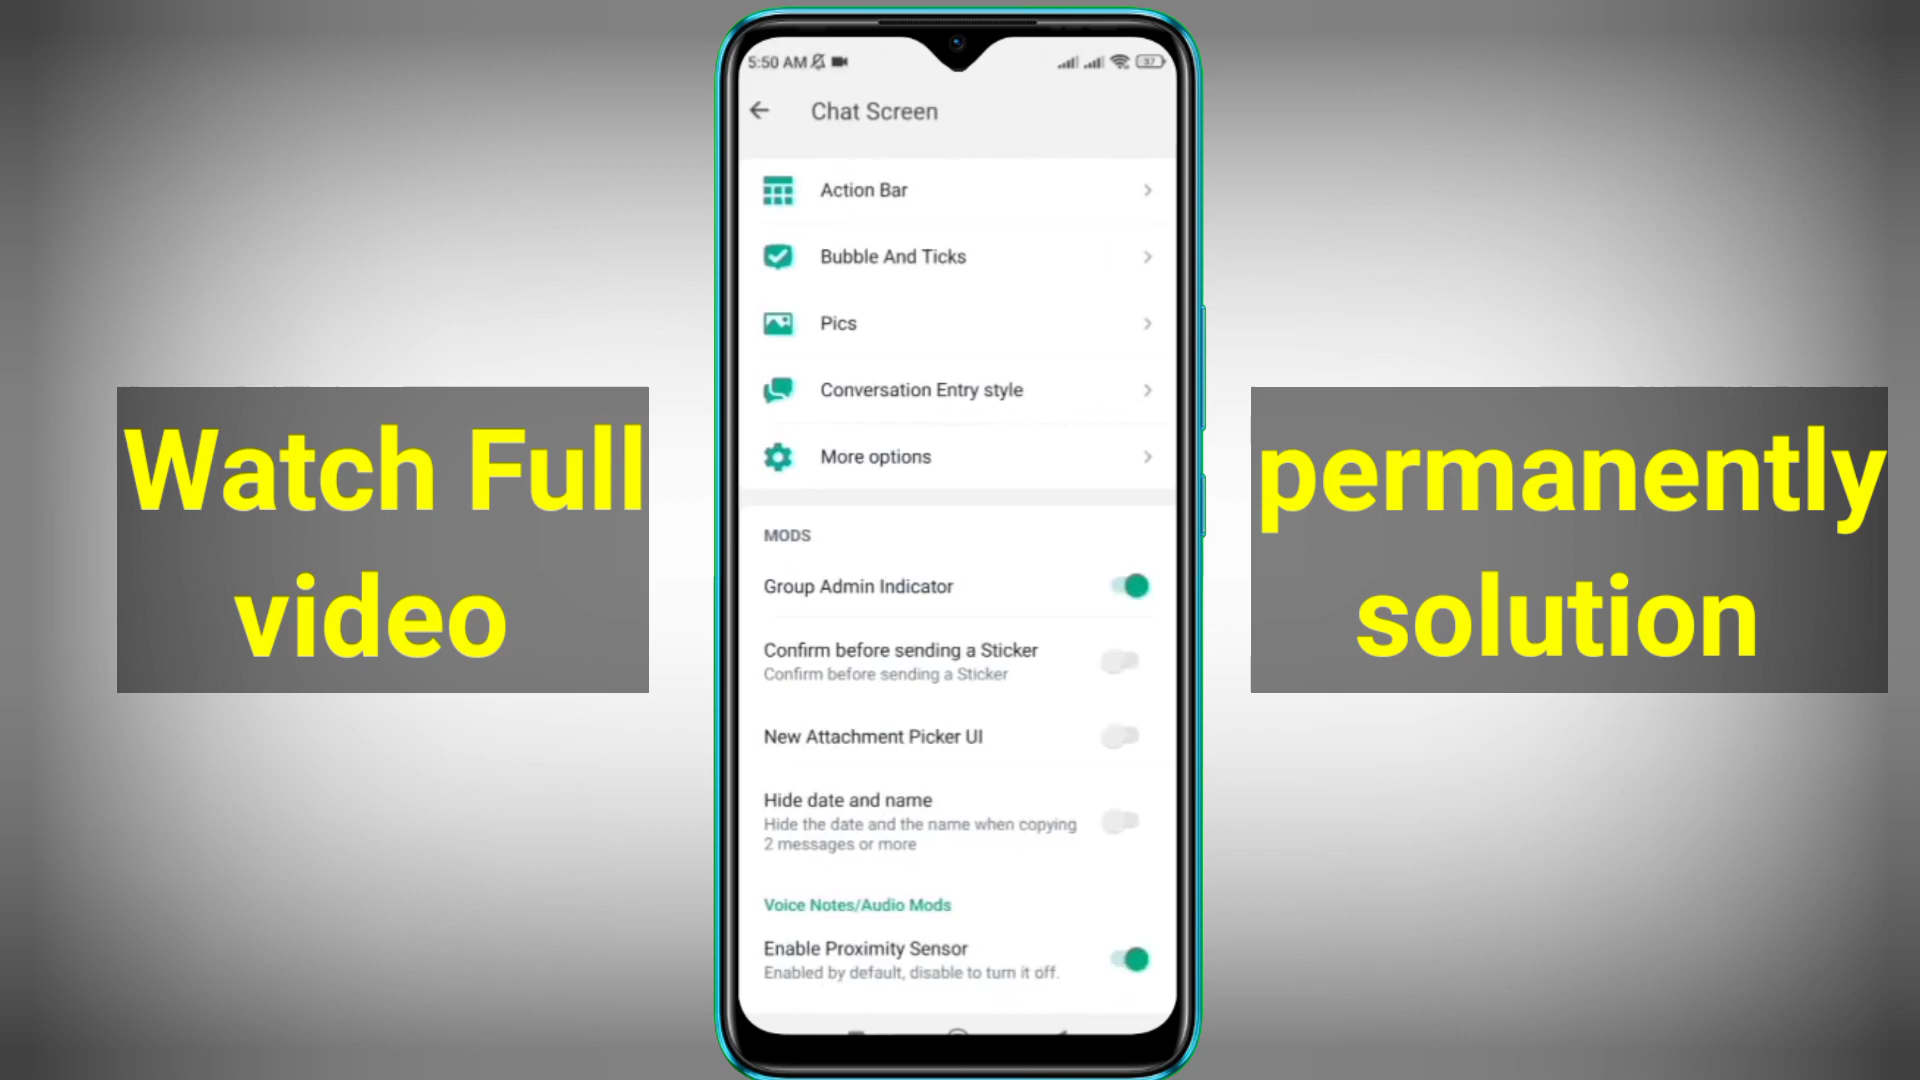 5:50 AM
37
Chat Screen
Action Bar
Bubble And Ticks
Pics
Conversation Entry style
More options
MODS
Group Admin Indicator
Confirm before sending a Sticker
Confirm before sending a Sticker
New Attachment Picker UI
Hide date and name
Hide the date and the name when copying
2 messages or more
Voice Notes/Audio Mods
Enable Proximity Sensor
Enabled by default, disable to turn it off.
Watch Full
video
permanently
solution